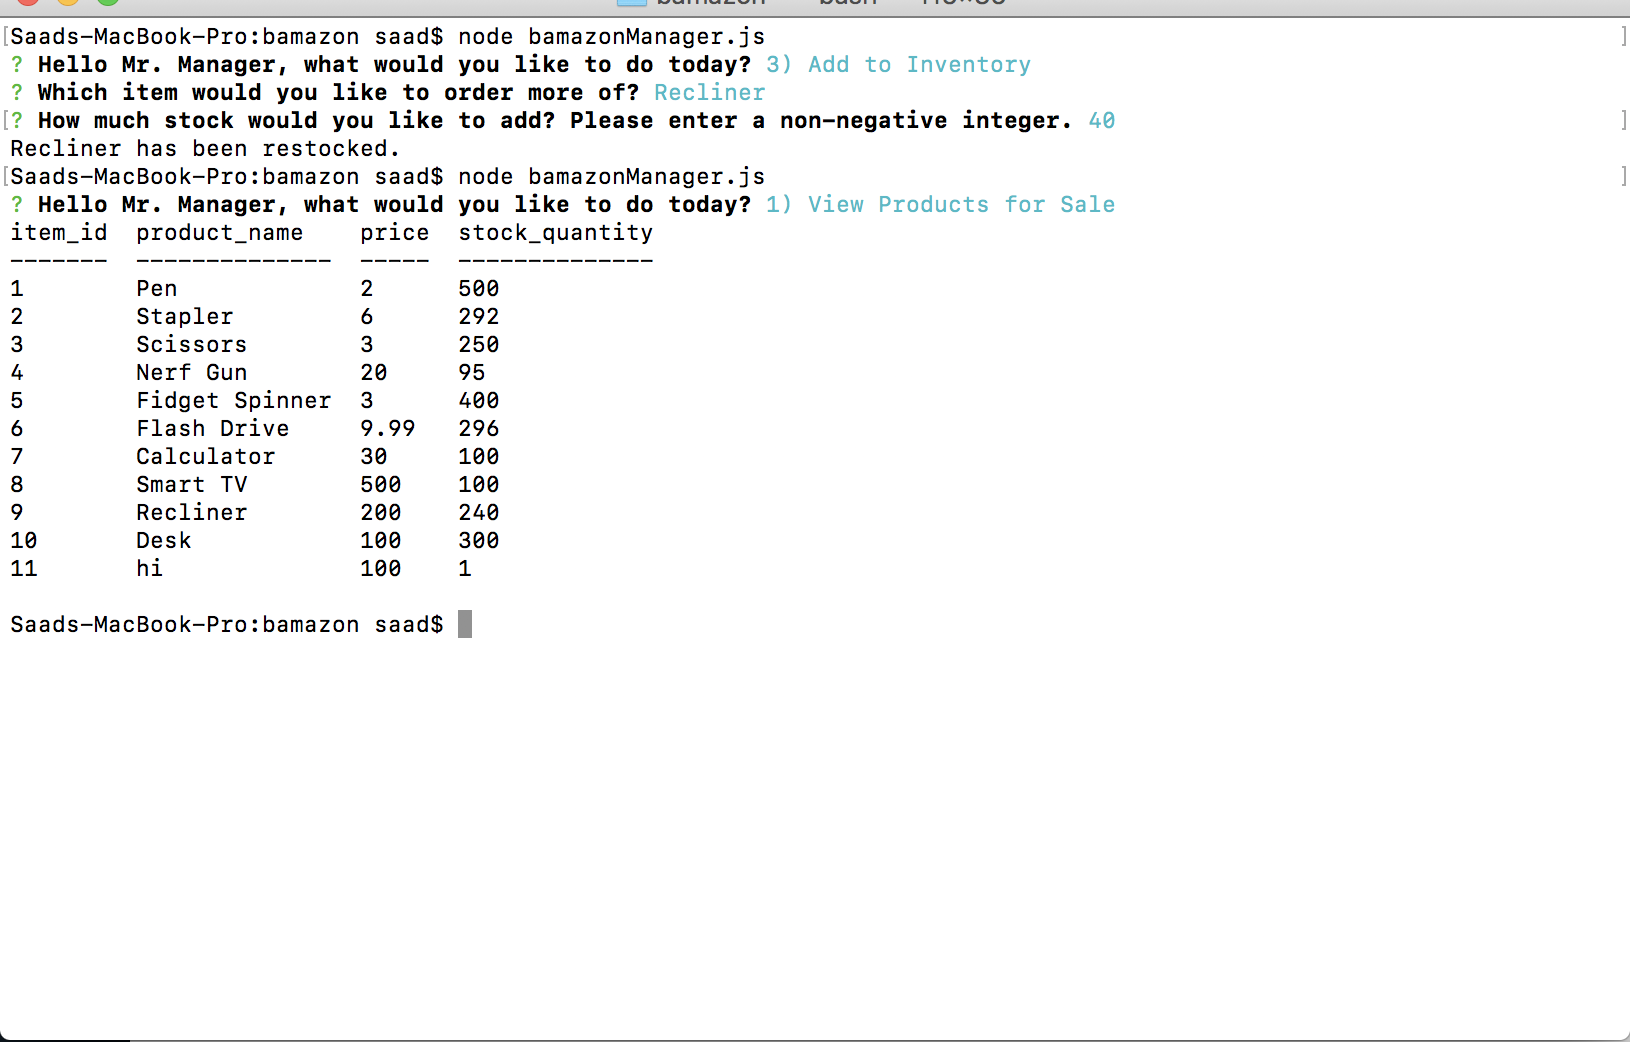 Saads-MacBook-Pro:bamazon saad$ node bamazonManager.js
? Hello Mr. Manager, what would you like to do today? 3) Add to Inventory
? Which item would you like to order more of? Recliner
? How much stock would you like to add? Please enter a non-negative integer. 40
Recliner has been restocked.
Saads-MacBook-Pro:bamazon saad$ node bamazonManager.js
? Hello Mr. Manager, what would you like to do today? 1) View Products for Sale
item_id  product_name    price  stock_quantity
-------  --------------  -----  --------------
1        Pen             2      500
2        Stapler         6      292
3        Scissors        3      250
4        Nerf Gun        20     95
5        Fidget Spinner  3      400
6        Flash Drive     9.99   296
7        Calculator      30     100
8        Smart TV        500    100
9        Recliner        200    240
10       Desk            100    300
11       hi              100    1
Saads-MacBook-Pro:bamazon saad$